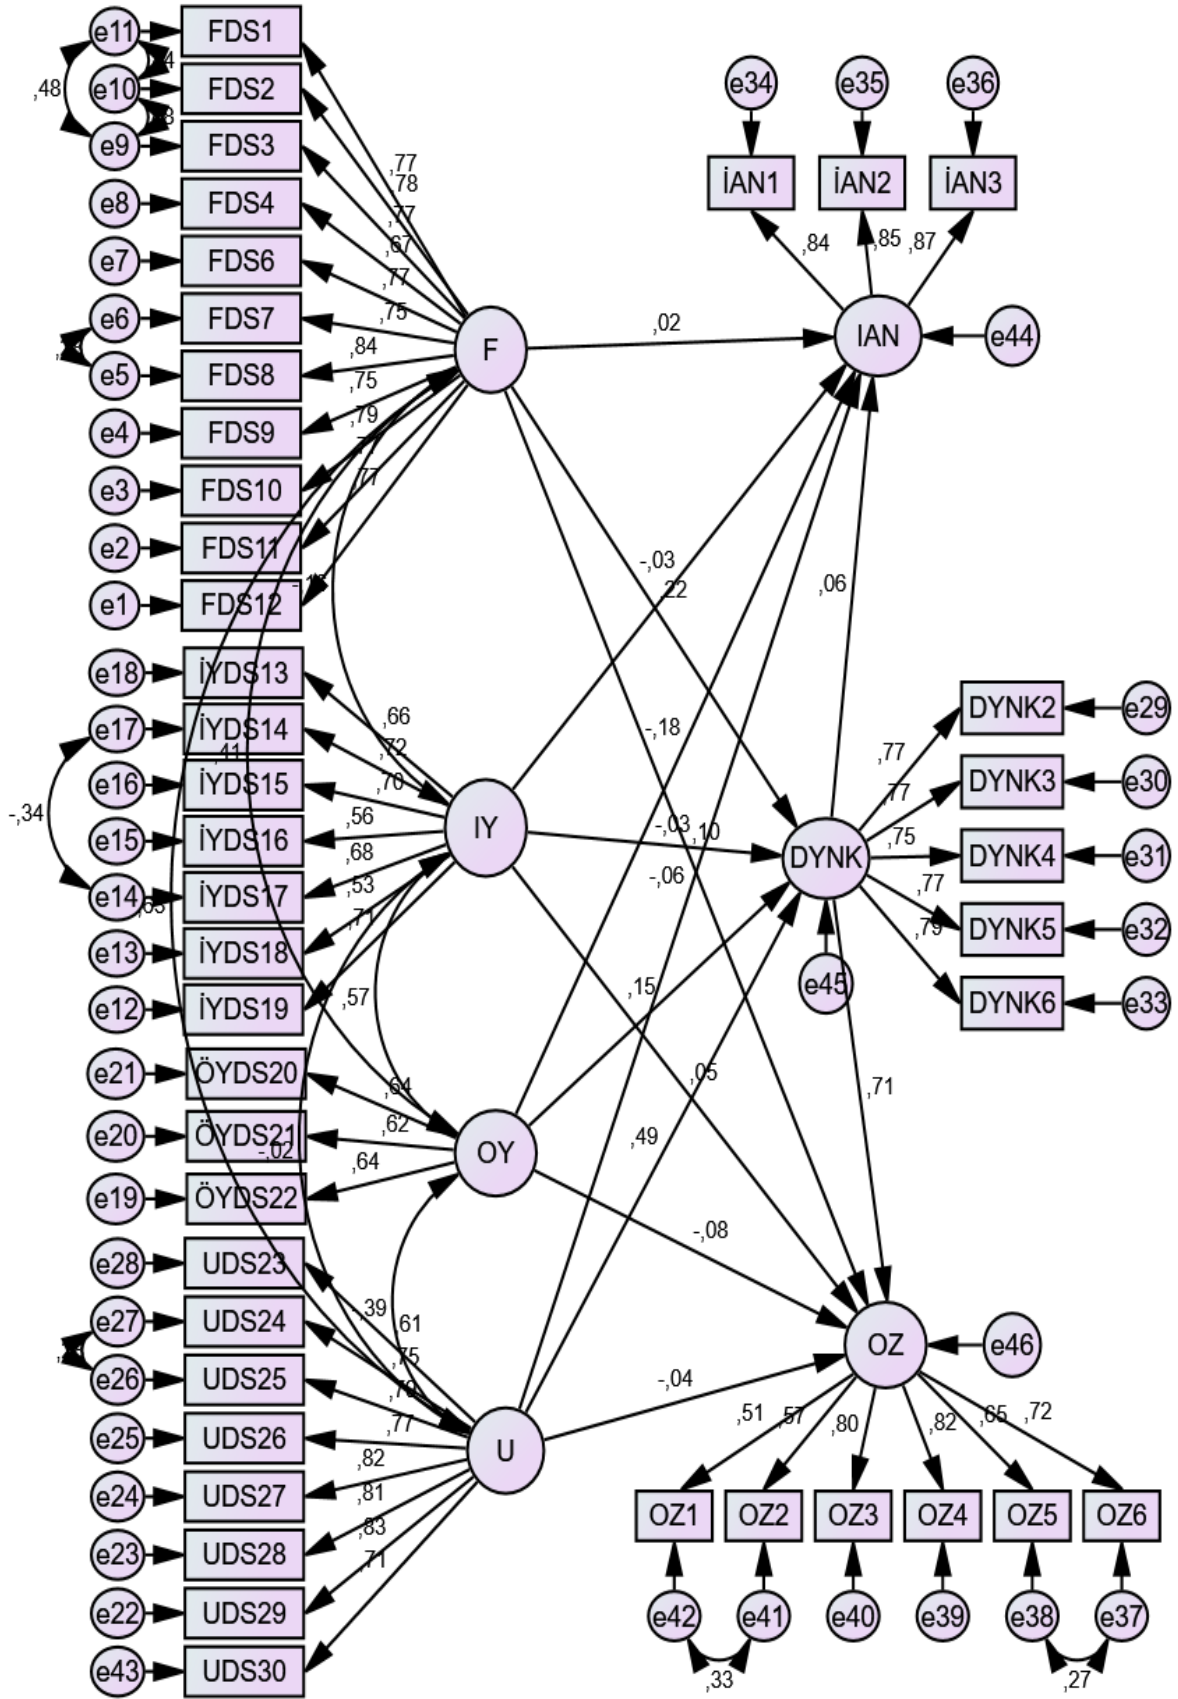 e11
FDS1
e10
FDS2
,48
e9
FDS3
e8
FDS4
e7
FDS6
e6
FDS7
e5
FDS8
e4
FDS9
e3
FDS10
e2
FDS11
e1
FDS12
,77
,78
,77
,67
,77
,75
,84
,75
,79
,77
F
e18
İYDS13
e17
İYDS14
e16
İYDS15
e15
İYDS16
-,34
e14
İYDS17
e13
İYDS18
e12
İYDS19
,41
,66
,72
,70
,56
,68
,53
,71
IY
,57
e21
ÖYDS20
e20
ÖYDS21
-,02
e19
ÖYDS22
,64
,62
,64
OY
e28
UDS23
e27
UDS24
e26
UDS25
e25
UDS26
e24
UDS27
e23
UDS28
e22
UDS29
e43
UDS30
-,39
,61
,75
,79
,77
,82
,81
,83
,71
U
e34
e35
e36
İAN1
İAN2
İAN3
,84
,85
,87
,02
IAN
e44
-,03
,22
,06
-,18
-,03
,10
-,06
,15
,05
,49
,71
-,08
-,04
DYNK
e45
,77
,77
,75
,77
,79
DYNK2
e29
DYNK3
e30
DYNK4
e31
DYNK5
e32
DYNK6
e33
OZ
e46
,51
,57
,80
,82
,65
,72
OZ1
OZ2
OZ3
OZ4
OZ5
OZ6
e42
e41
e40
e39
e38
e37
,33
,27